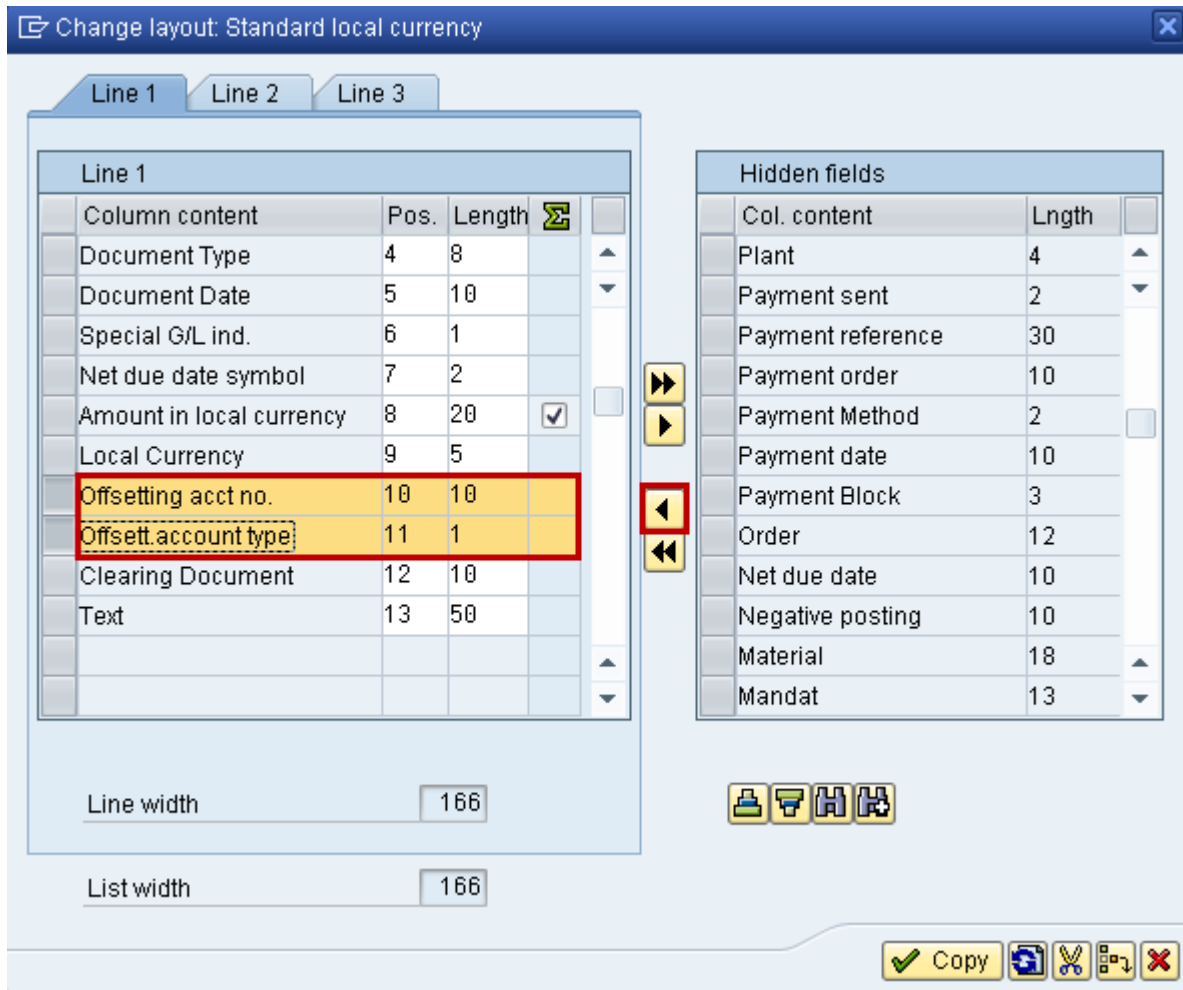 Change layout: Standard local currency
Line 1 Line 2 Line 3
Line 1
Column content Pos. Length
Document Type 4 8
Document Date 5 10
Special G/L ind. 6 1
Net due date symbol 7 2
Amount in local currency 8 20
Local Currency 9 5
Offsetting acct no. 10 10
Offsett.account type 11 1
Clearing Document 12 10
Text 13 50
Line width 166
List width 166
Hidden fields
Col. content Lngth
Plant 4
Payment sent 2
Payment reference 30
Payment order 10
Payment Method 2
Payment date 10
Payment Block 3
Order 12
Net due date 10
Negative posting 10
Material 18
Mandat 13
Copy